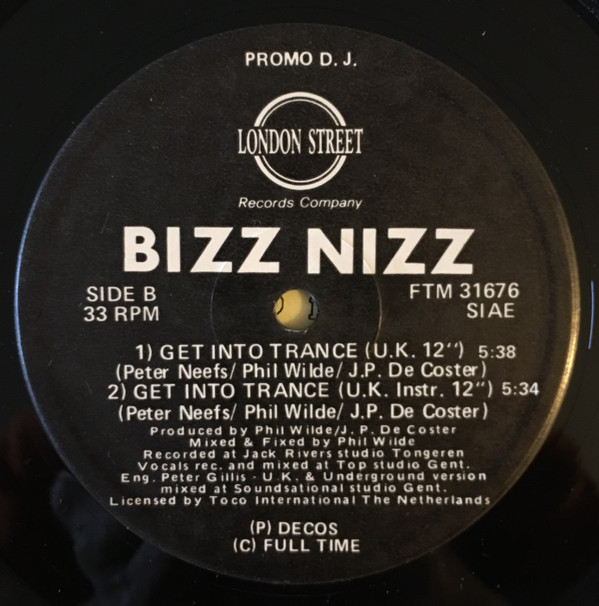 PROMO D. J.
LONDON STREET
Records Company
BIZZ NIZZ
SIDE B
33 RPM
FTM 31676
SIAE
1) GET INTO TRANCE (U.K. 12'') 5:38
(Peter Neefs/ Phil Wilde/ J.P. De Coster)
2) GET INTO TRANCE (U.K. Instr. 12'') 5:34
(Peter Neefs/ Phil Wilde/ J.P. De Coster)
Produced by Phil Wilde/J. P. De Coster
Mixed & Fixed by Phil Wilde
Recorded at Jack Rivers studio Tongeren
Vocals rec. and mixed at Top studio Gent.
Eng. Peter Gillis - U.K. & Underground version
mixed at Soundsational studio Gent.
Licensed by Toco International The Netherlands
(P) DECOS
(C) FULL TIME